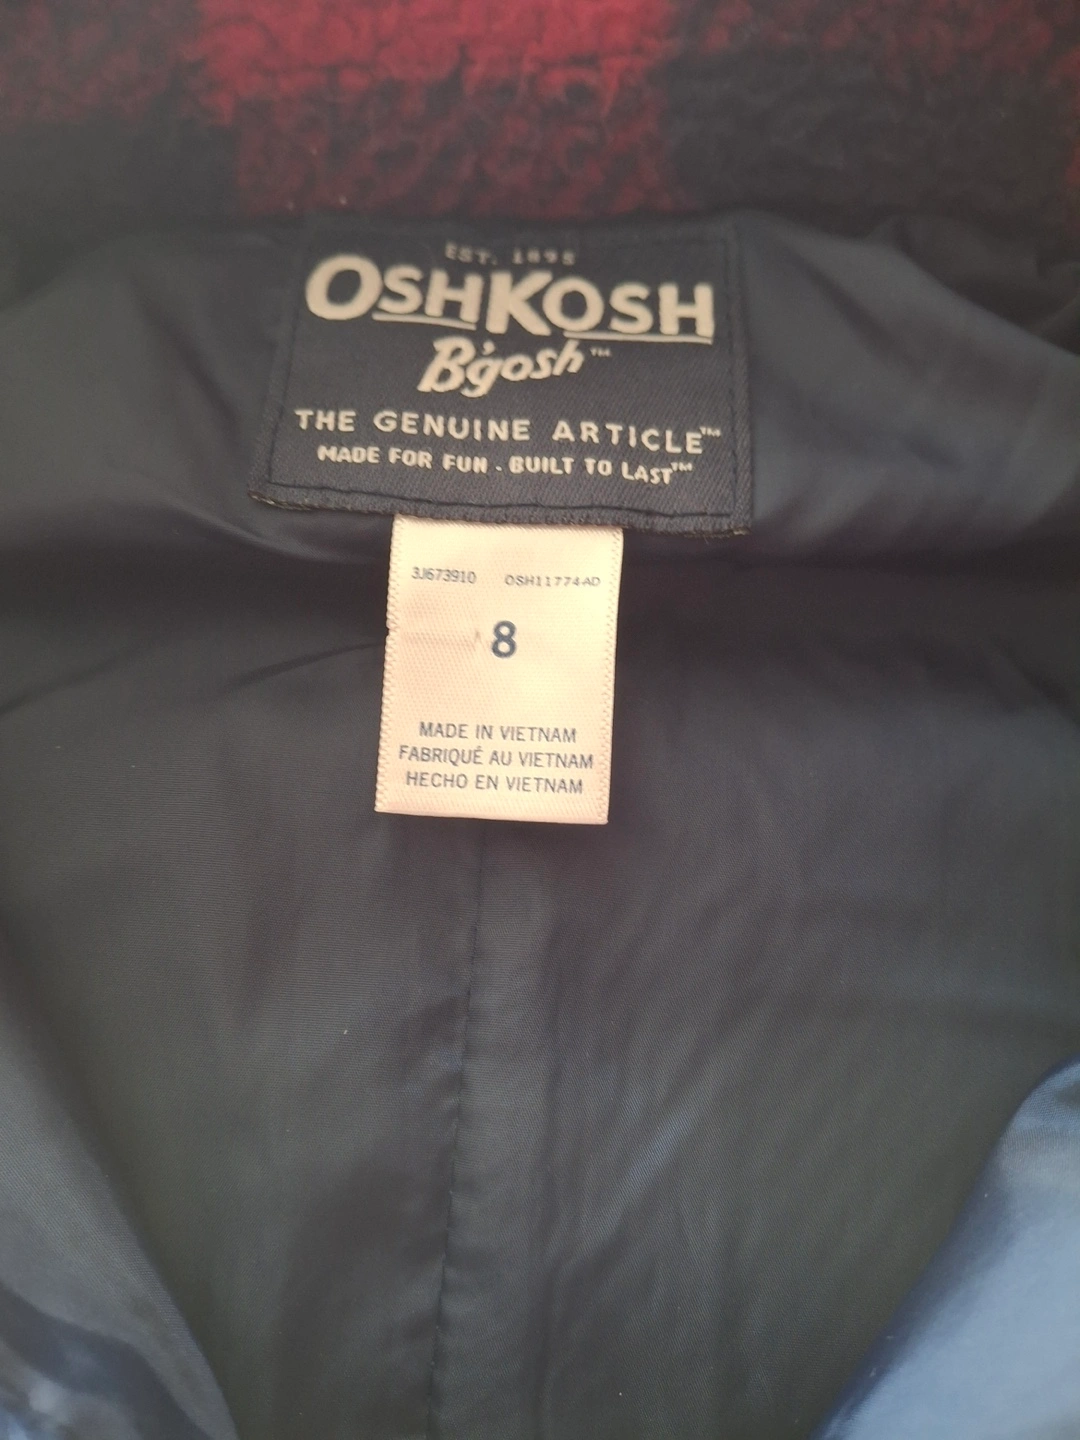 EST. 1895
OSHKOSH
B'gosh™
THE GENUINE ARTICLE™
MADE FOR FUN - BUILT TO LAST™
3J673910 OSH11774-AD
8
MADE IN VIETNAM
FABRIQUÉ AU VIETNAM
HECHO EN VIETNAM